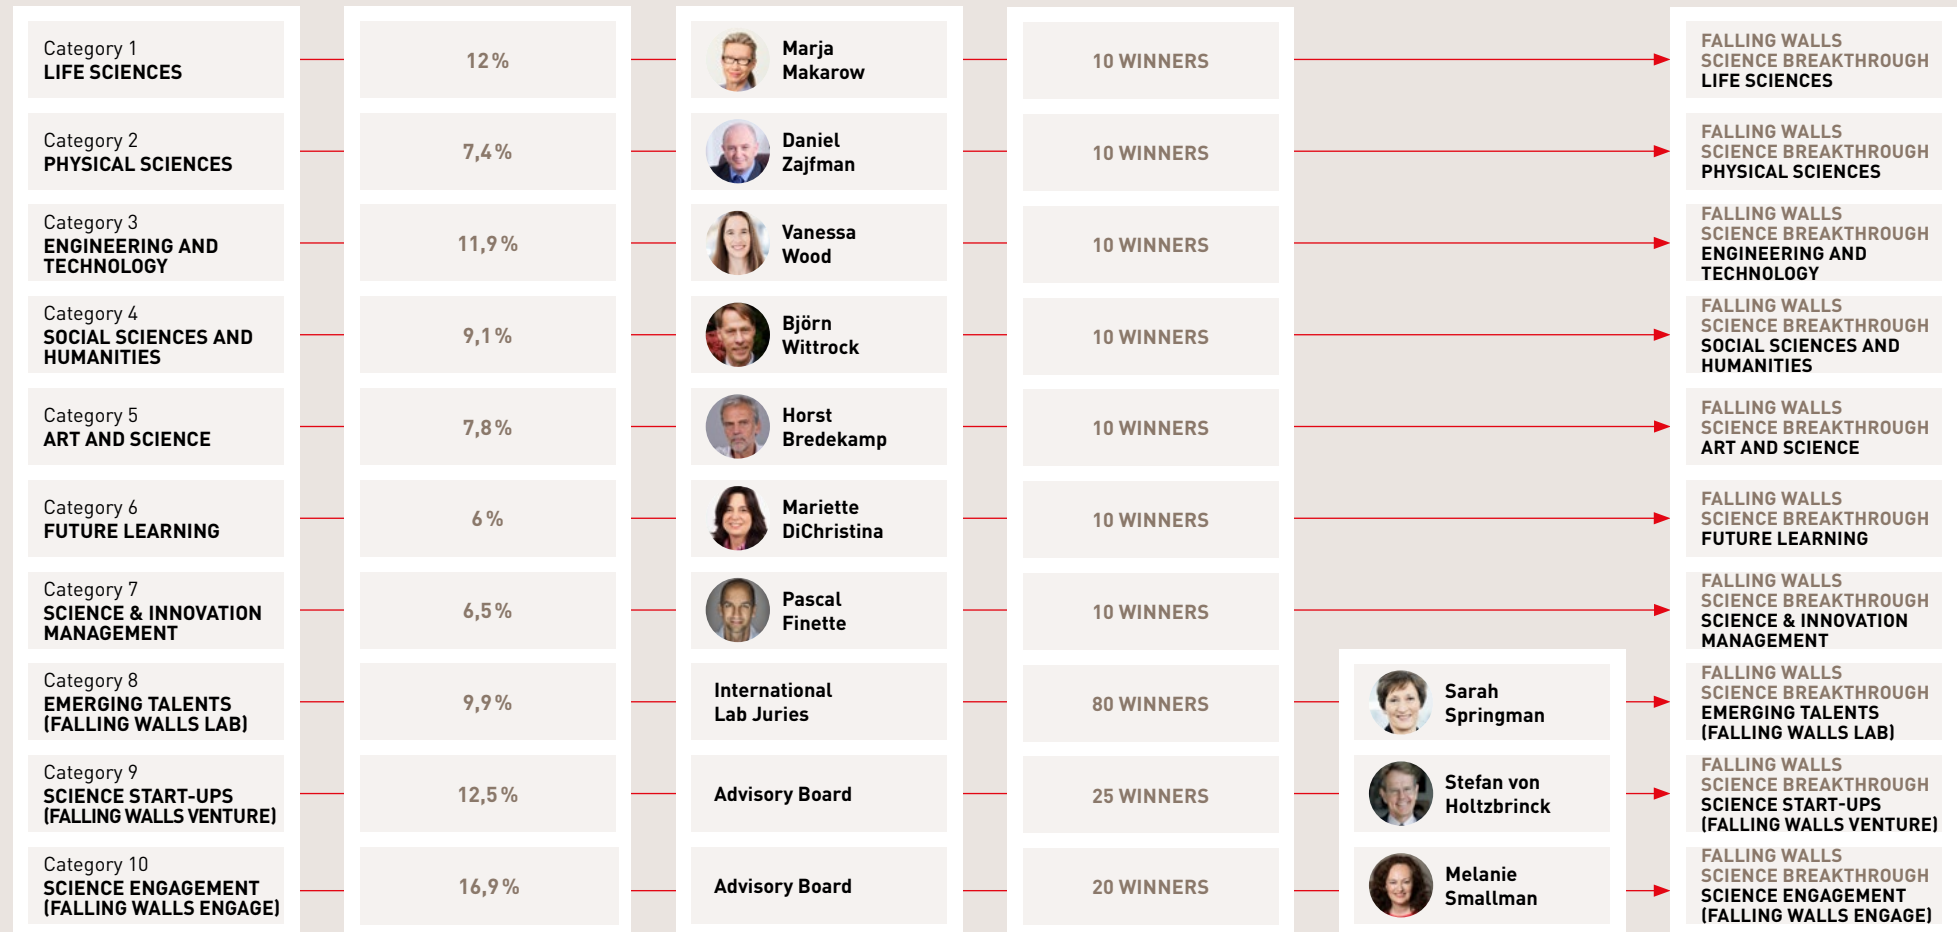 Category 1
LIFE SCIENCES
12 %
Marja
Makarow
10 WINNERS
FALLING WALLS
SCIENCE BREAKTHROUGH
LIFE SCIENCES
Category 2
PHYSICAL SCIENCES
7,4 %
Daniel
Zajfman
10 WINNERS
FALLING WALLS
SCIENCE BREAKTHROUGH
PHYSICAL SCIENCES
Category 3
ENGINEERING AND
TECHNOLOGY
11,9 %
Vanessa
Wood
10 WINNERS
FALLING WALLS
SCIENCE BREAKTHROUGH
ENGINEERING AND
TECHNOLOGY
Category 4
SOCIAL SCIENCES AND
HUMANITIES
9,1 %
Björn
Wittrock
10 WINNERS
FALLING WALLS
SCIENCE BREAKTHROUGH
SOCIAL SCIENCES AND
HUMANITIES
Category 5
ART AND SCIENCE
7,8 %
Horst
Bredekamp
10 WINNERS
FALLING WALLS
SCIENCE BREAKTHROUGH
ART AND SCIENCE
Category 6
FUTURE LEARNING
6 %
Mariette
DiChristina
10 WINNERS
FALLING WALLS
SCIENCE BREAKTHROUGH
FUTURE LEARNING
Category 7
SCIENCE & INNOVATION
MANAGEMENT
6,5 %
Pascal
Finette
10 WINNERS
FALLING WALLS
SCIENCE BREAKTHROUGH
SCIENCE & INNOVATION
MANAGEMENT
Category 8
EMERGING TALENTS
(FALLING WALLS LAB)
9,9 %
International
Lab Juries
80 WINNERS
Sarah
Springman
FALLING WALLS
SCIENCE BREAKTHROUGH
EMERGING TALENTS
(FALLING WALLS LAB)
Category 9
SCIENCE START-UPS
(FALLING WALLS VENTURE)
12,5 %
Advisory Board
25 WINNERS
Stefan von
Holtzbrinck
FALLING WALLS
SCIENCE BREAKTHROUGH
SCIENCE START-UPS
(FALLING WALLS VENTURE)
Category 10
SCIENCE ENGAGEMENT
(FALLING WALLS ENGAGE)
16,9 %
Advisory Board
20 WINNERS
Melanie
Smallman
FALLING WALLS
SCIENCE BREAKTHROUGH
SCIENCE ENGAGEMENT
(FALLING WALLS ENGAGE)